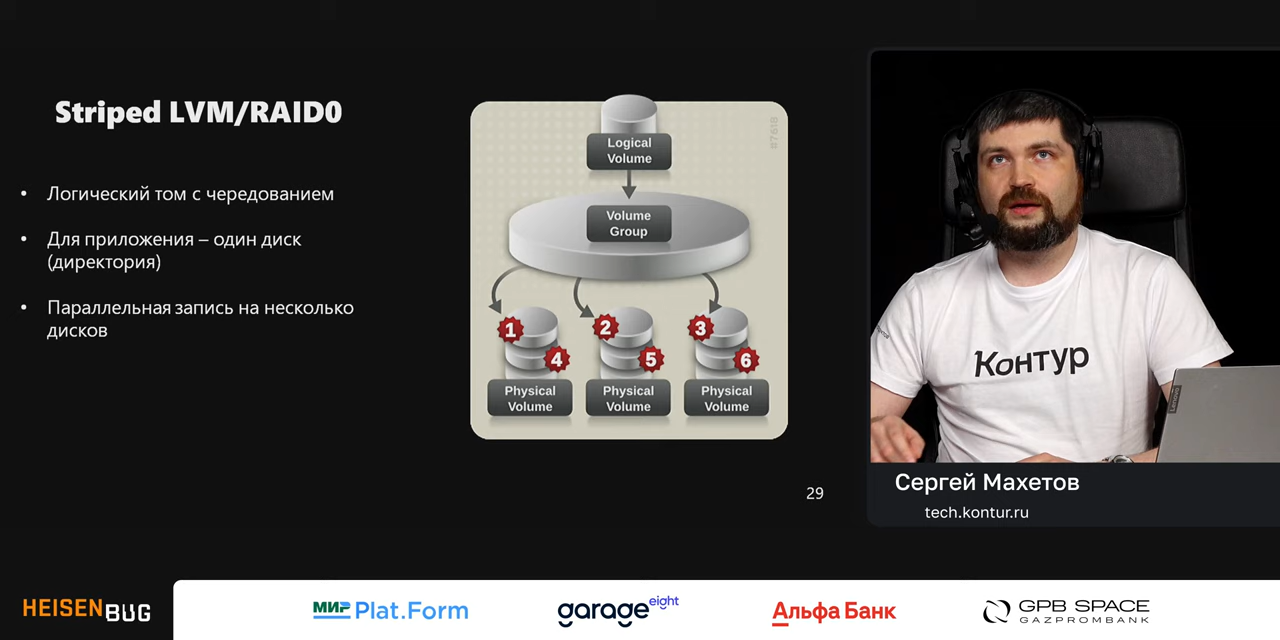 Striped LVM/RAID0
• Логический том с чередованием
• Для приложения – один диск
(директория)
• Параллельная запись на несколько
дисков
#7618
Logical
Volume
Volume
Group
1
2
3
4
5
6
Physical
Volume
Physical
Volume
Physical
Volume
29
Контур
Lenovo
Сергей Махетов
tech.kontur.ru
HEISENBUG
МИР Plat.Form
garage eight
Альфа Банк
GPB SPACE
GAZPROMBANK